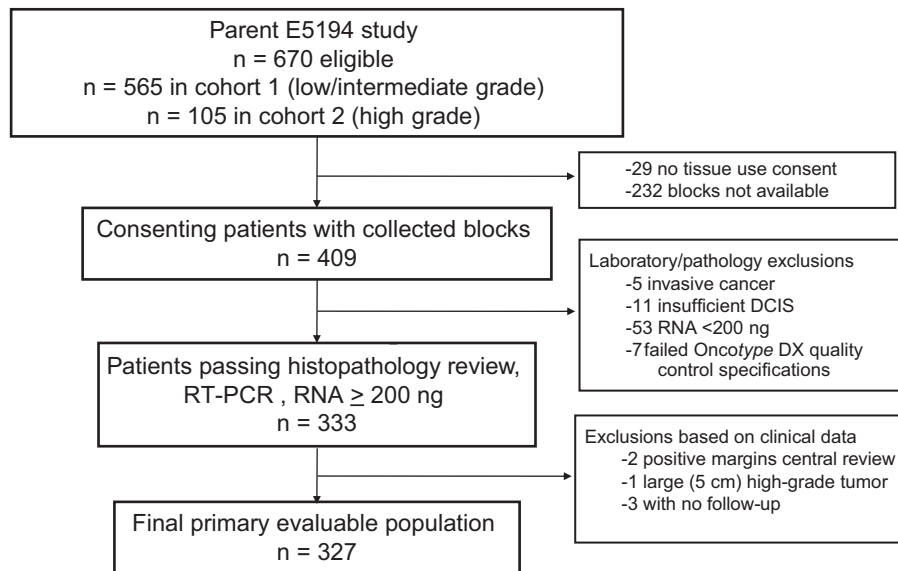 Parent E5194 study
n = 670 eligible
n = 565 in cohort 1 (low/intermediate grade)
n = 105 in cohort 2 (high grade)
-29 no tissue use consent
-232 blocks not available
Consenting patients with collected blocks
n = 409
Laboratory/pathology exclusions
-5 invasive cancer
-11 insufficient DCIS
-53 RNA <200 ng
-7 failed Oncotype DX quality
control specifications
Patients passing histopathology review,
RT-PCR , RNA ≥ 200 ng
n = 333
Exclusions based on clinical data
-2 positive margins central review
-1 large (5 cm) high-grade tumor
-3 with no follow-up
Final primary evaluable population
n = 327